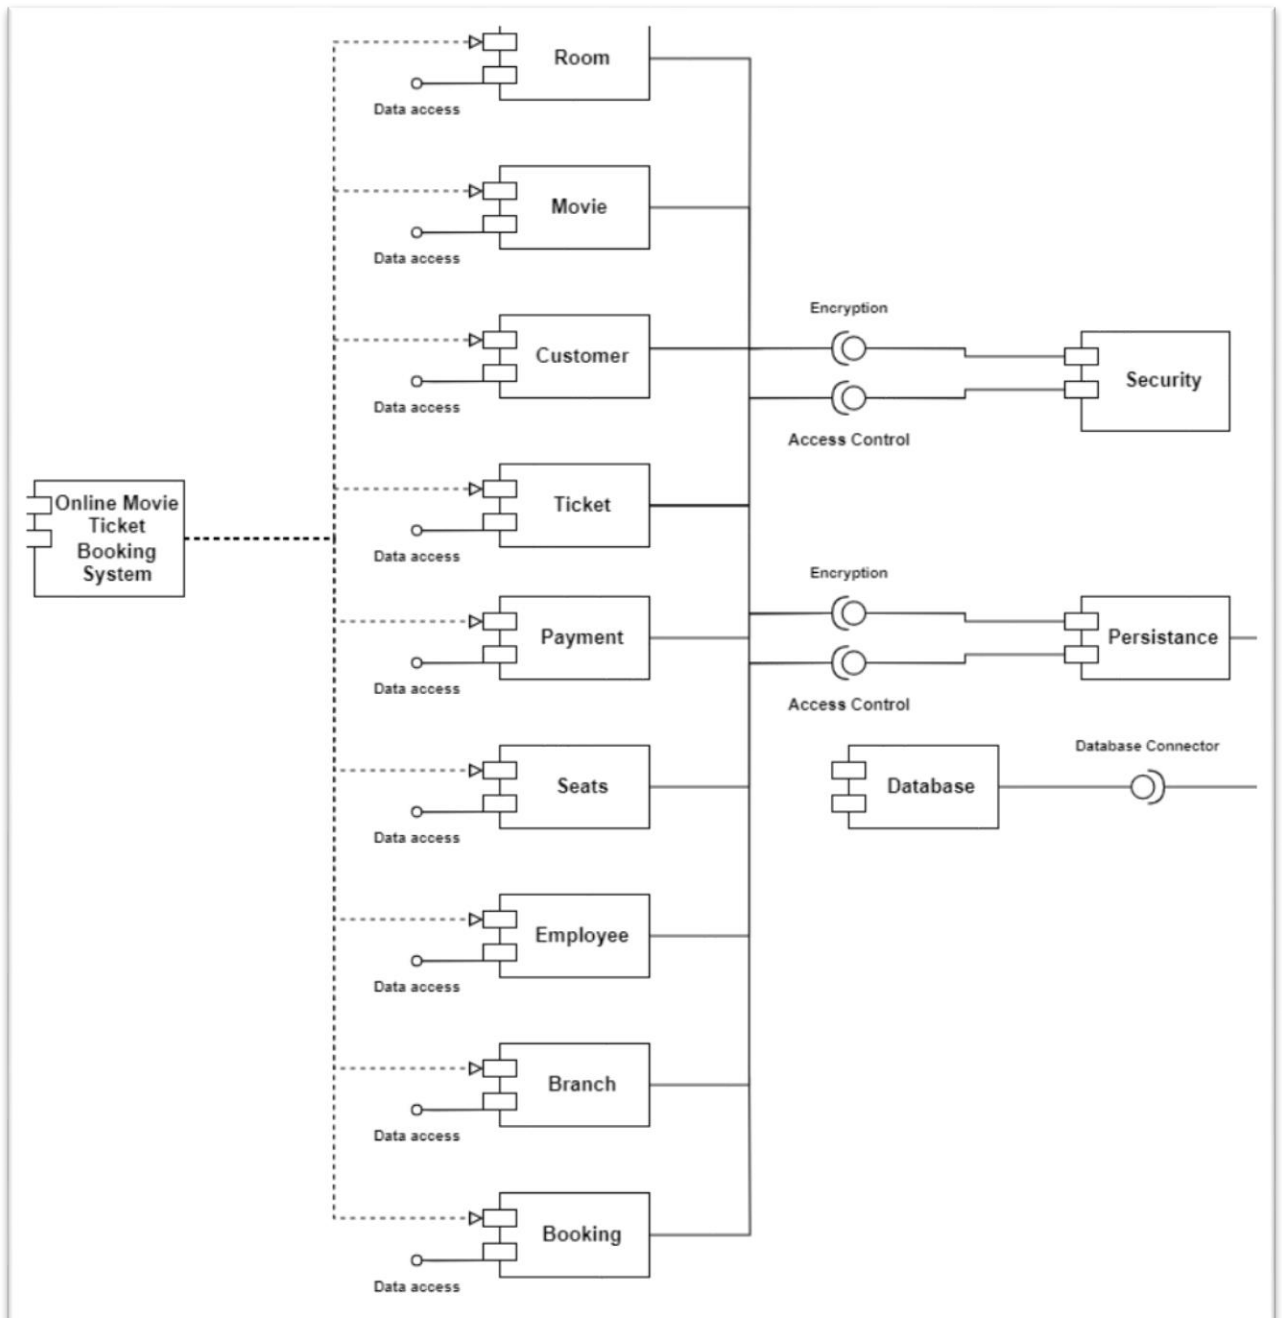 Room
Data access
Movie
Data access
Encryption
Customer
Security
Data access
Access Control
Online Movie
Ticket
Booking
System
Ticket
Data access
Encryption
Payment
Persistance
Data access
Access Control
Database Connector
Seats
Database
Data access
Employee
Data access
Branch
Data access
Booking
Data access